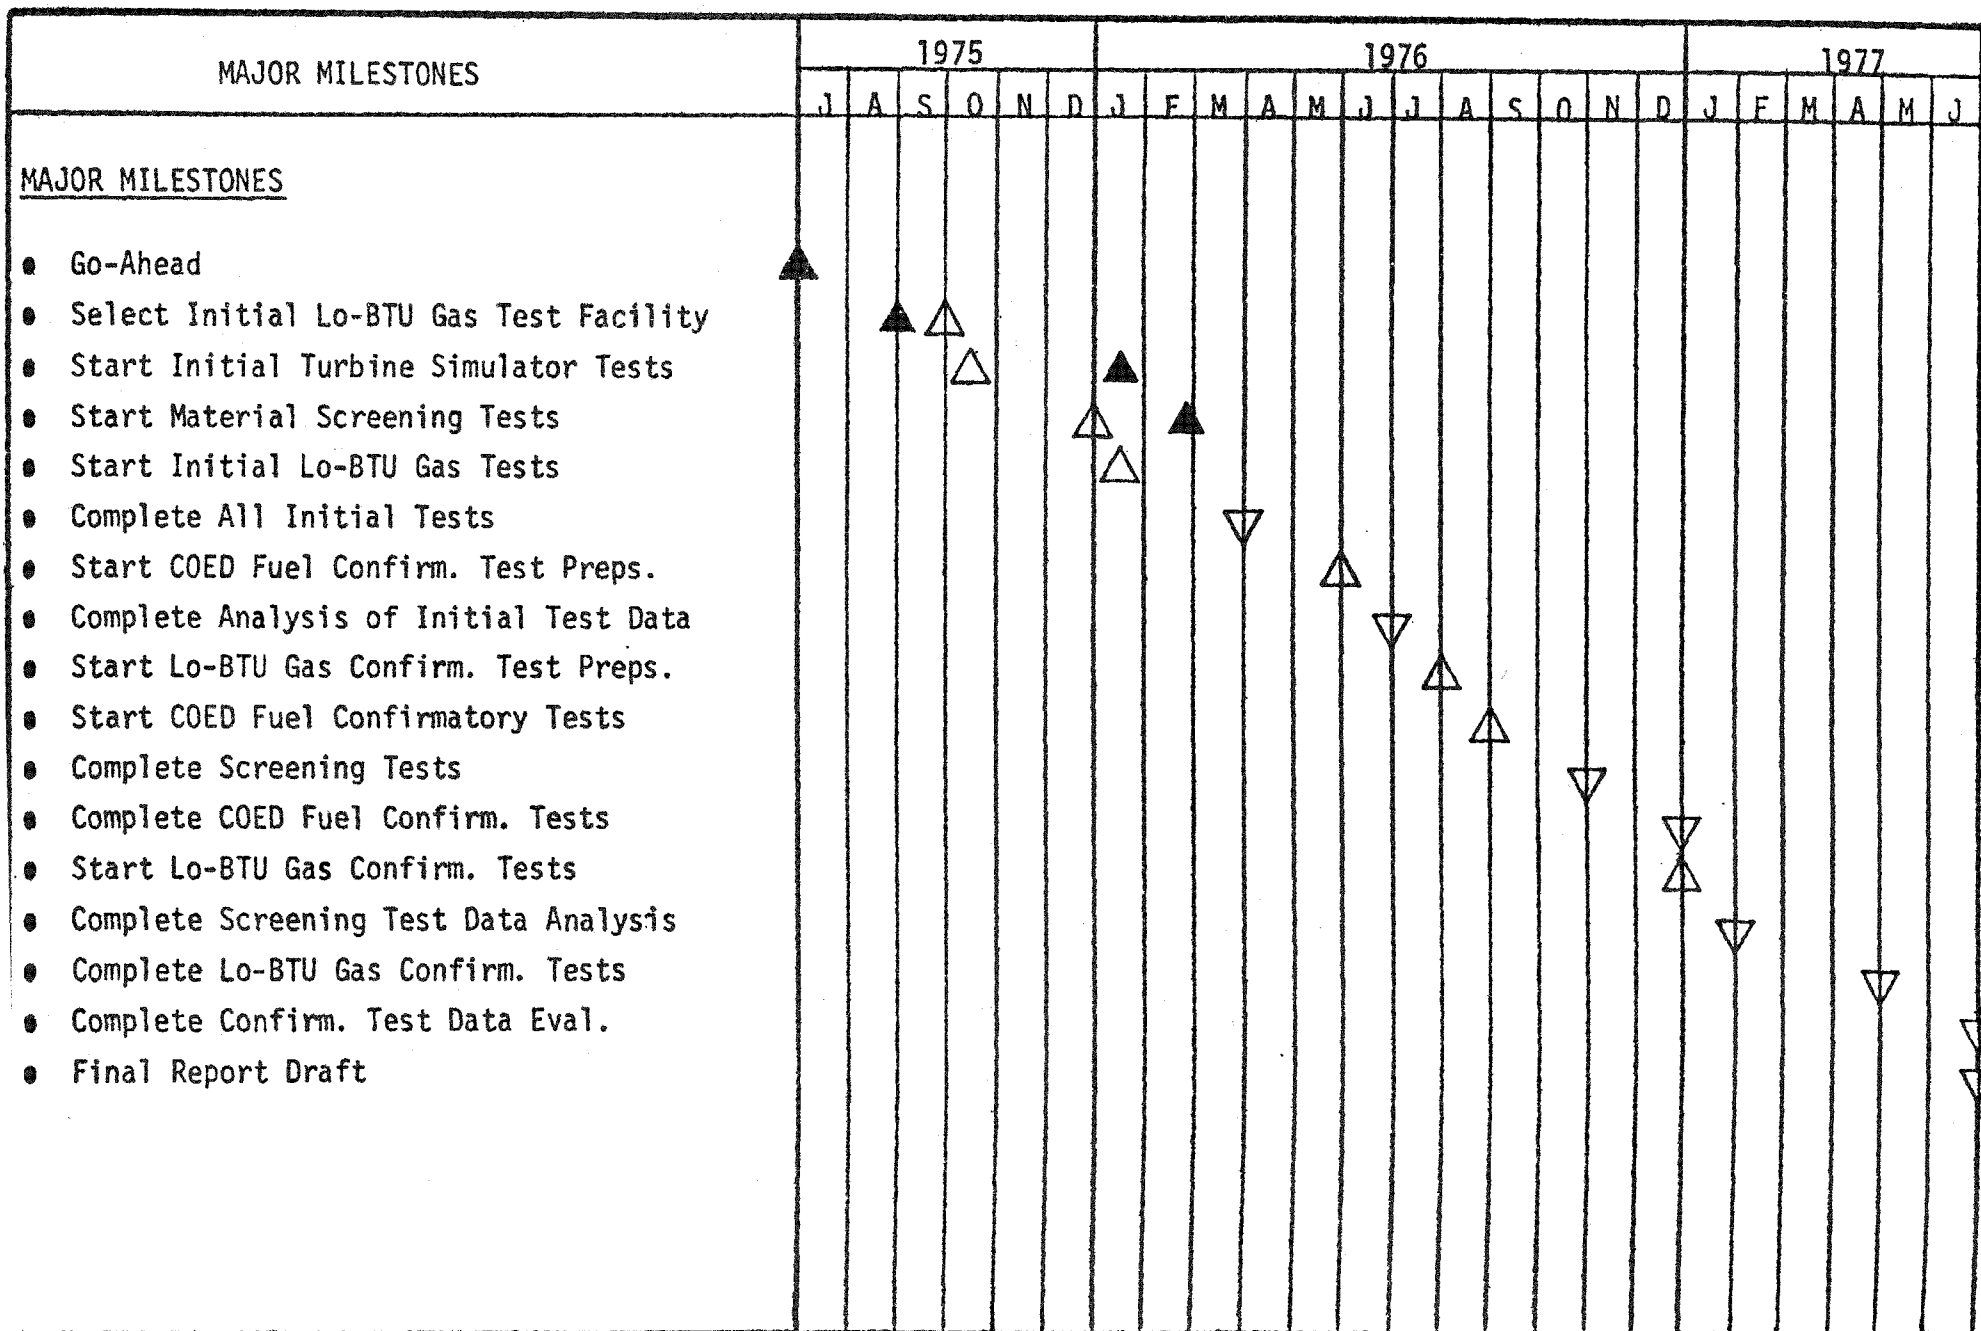 MAJOR MILESTONES
1975 1976 1977
J A S O N D J F M A M J J A S O N D J F M A M J
MAJOR MILESTONES
• Go-Ahead
• Select Initial Lo-BTU Gas Test Facility
• Start Initial Turbine Simulator Tests
• Start Material Screening Tests
• Start Initial Lo-BTU Gas Tests
• Complete All Initial Tests
• Start COED Fuel Confirm. Test Preps.
• Complete Analysis of Initial Test Data
• Start Lo-BTU Gas Confirm. Test Preps.
• Start COED Fuel Confirmatory Tests
• Complete Screening Tests
• Complete COED Fuel Confirm. Tests
• Start Lo-BTU Gas Confirm. Tests
• Complete Screening Test Data Analysis
• Complete Lo-BTU Gas Confirm. Tests
• Complete Confirm. Test Data Eval.
• Final Report Draft